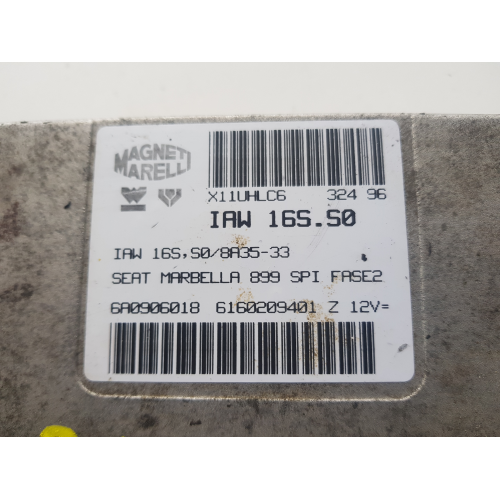 MAGNETI
MARELLI
X11UHLC6 324 96
IAW 16S.S0
IAW 16S,S0/8A35-33
SEAT MARBELLA 899 SPI FASE2
6A0906018 6160209401 Z 12V=